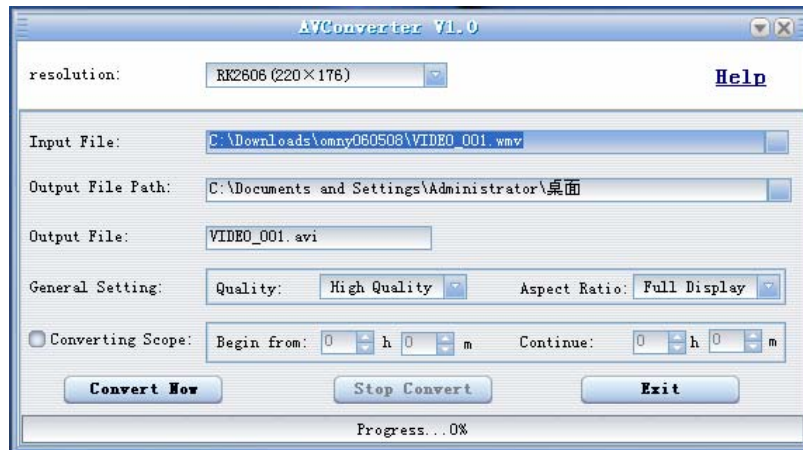 AVConverter V1.0
resolution: RK2606(220×176) Help
Input File: C:\Downloads\omny060508\VIDEO_001.wmv
Output File Path: C:\Documents and Settings\Administrator\桌面
Output File: VIDEO_001.avi
General Setting: Quality: High Quality Aspect Ratio: Full Display
Converting Scope: Begin from: 0 h 0 m Continue: 0 h 0 m
Convert Now Stop Convert Exit
Progress...0%